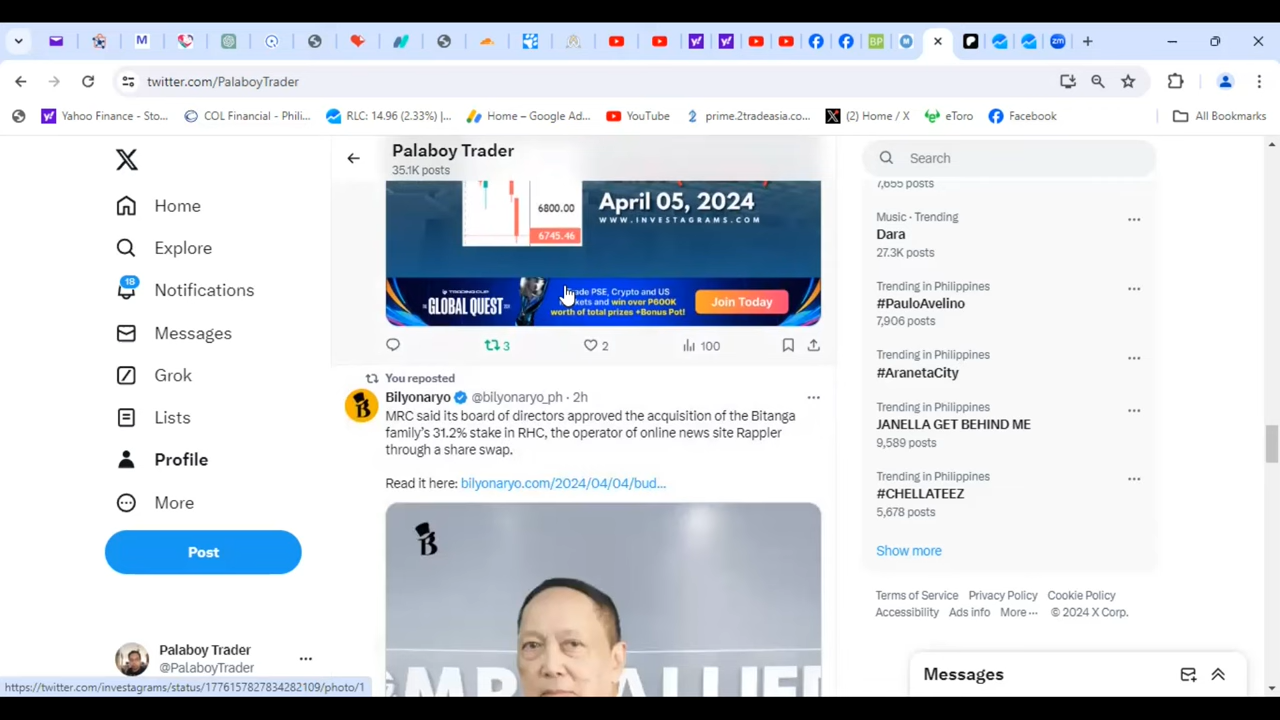 twitter.com/PalaboyTrader
Yahoo Finance - Sto...
COL Financial - Phili...
RLC: 14.96 (2.33%) |...
Home – Google Ad...
YouTube
prime.2tradeasia.co...
(2) Home / X
eToro
Facebook
All Bookmarks
Home
Explore
18
Notifications
Messages
Grok
Lists
Profile
More
Post
Palaboy Trader
@PalaboyTrader
https://twitter.com/investagrams/status/1776157827834282109/photo/1
Palaboy Trader
35.1K posts
6800.00
6745.46
April 05, 2024
WWW.INVESTAGRAMS.COM
TRADING CUP
GLOBAL QUEST
ade PSE, Crypto and US
kets and win over P600K
worth of total prizes +Bonus Pot!
Join Today
3
2
100
You reposted
Bilyonaryo @bilyonaryo_ph · 2h
MRC said its board of directors approved the acquisition of the Bitanga
family's 31.2% stake in RHC, the operator of online news site Rappler
through a share swap.
Read it here: bilyonaryo.com/2024/04/04/bud...
B
Search
7,655 posts
Music · Trending
Dara
27.3K posts
Trending in Philippines
#PauloAvelino
7,906 posts
Trending in Philippines
#AranetaCity
Trending in Philippines
JANELLA GET BEHIND ME
9,589 posts
Trending in Philippines
#CHELLATEEZ
5,678 posts
Show more
Terms of Service Privacy Policy Cookie Policy
Accessibility Ads info More ··· © 2024 X Corp.
Messages